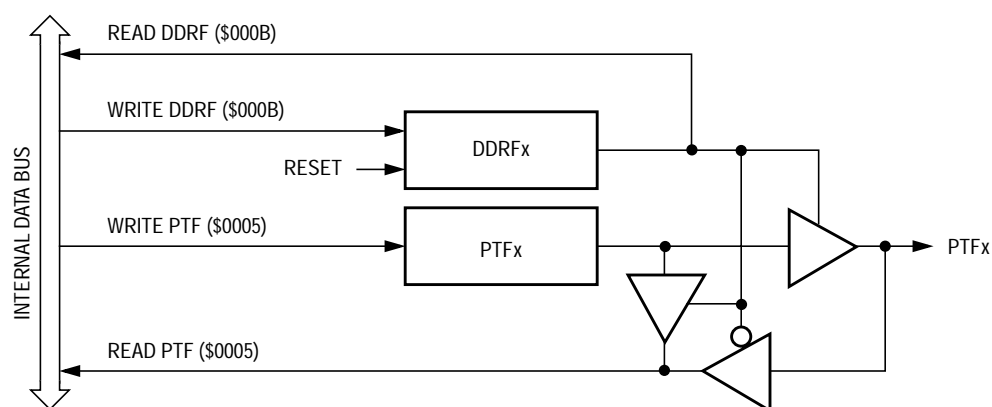 READ DDRF ($000B)
WRITE DDRF ($000B)
DDRFx
RESET
INTERNAL DATA BUS
WRITE PTF ($0005)
PTFx
PTFx
READ PTF ($0005)